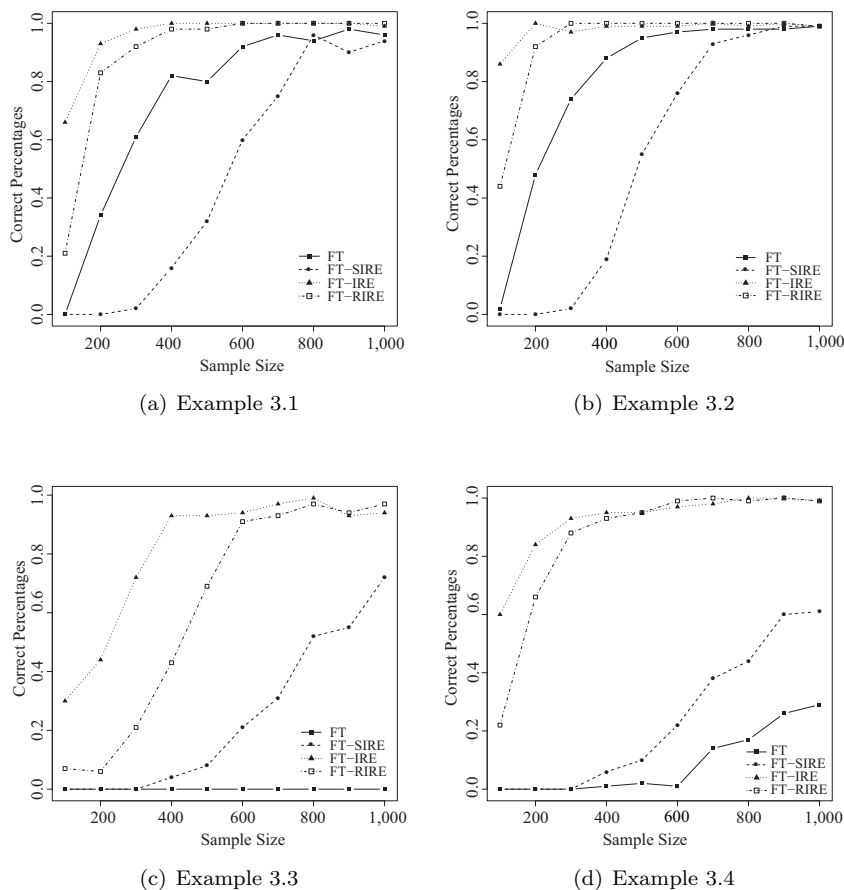 Correct Percentages
1.0
0.8
0.6
0.4
0.2
0.0
FT
FT−SIRE
FT−IRE
FT−RIRE
200 400 600 800 1,000
Sample Size
(a) Example 3.1
Correct Percentages
1.0
0.8
0.6
0.4
0.2
0.0
FT
FT−SIRE
FT−IRE
FT−RIRE
200 400 600 800 1,000
Sample Size
(b) Example 3.2
Correct Percentages
1.0
0.8
0.6
0.4
0.2
0.0
FT
FT−SIRE
FT−IRE
FT−RIRE
200 400 600 800 1,000
Sample Size
(c) Example 3.3
Correct Percentages
1.0
0.8
0.6
0.4
0.2
0.0
FT
FT−SIRE
FT−IRE
FT−RIRE
200 400 600 800 1,000
Sample Size
(d) Example 3.4